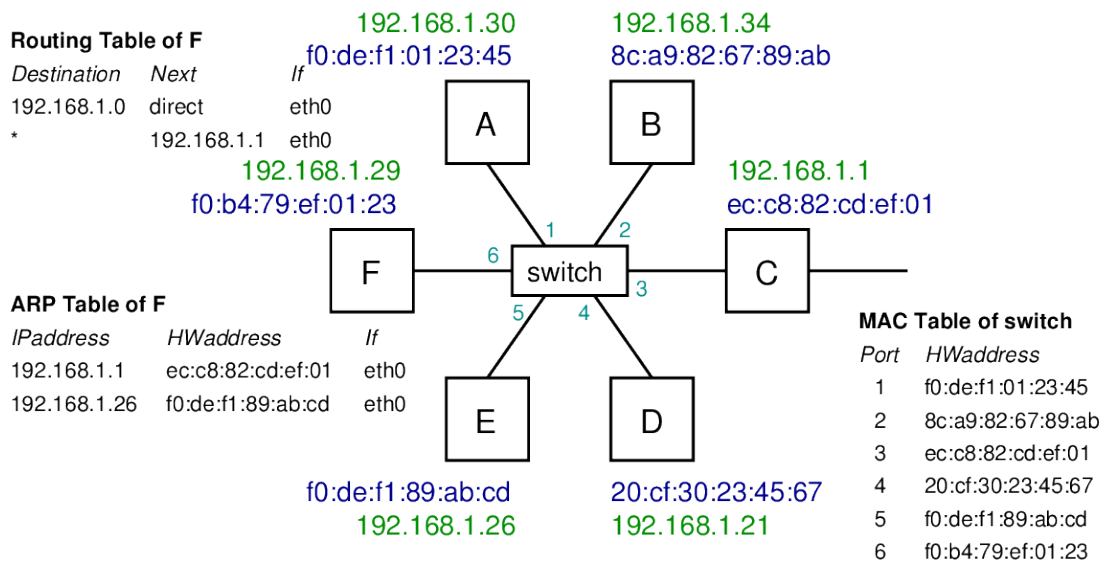 192.168.1.30
f0:de:f1:01:23:45
192.168.1.34
8c:a9:82:67:89:ab
Routing Table of F
Destination Next If
192.168.1.0 direct eth0
* 192.168.1.1 eth0
A
B
192.168.1.29
f0:b4:79:ef:01:23
192.168.1.1
ec:c8:82:cd:ef:01
1
2
6
F
switch
C
3
5
4
ARP Table of F
IPaddress HWaddress If
192.168.1.1 ec:c8:82:cd:ef:01 eth0
192.168.1.26 f0:de:f1:89:ab:cd eth0
E
D
f0:de:f1:89:ab:cd
192.168.1.26
20:cf:30:23:45:67
192.168.1.21
MAC Table of switch
Port HWaddress
1 f0:de:f1:01:23:45
2 8c:a9:82:67:89:ab
3 ec:c8:82:cd:ef:01
4 20:cf:30:23:45:67
5 f0:de:f1:89:ab:cd
6 f0:b4:79:ef:01:23